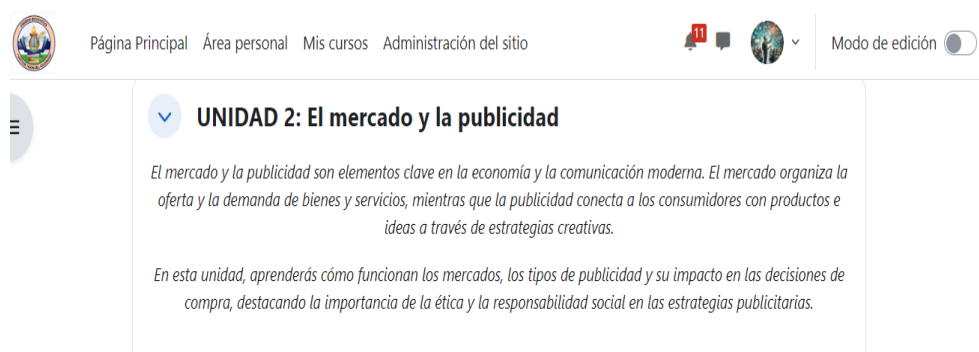 Página Principal Área personal Mis cursos Administración del sitio
11
Modo de edición
UNIDAD 2: El mercado y la publicidad
El mercado y la publicidad son elementos clave en la economía y la comunicación moderna. El mercado organiza la
oferta y la demanda de bienes y servicios, mientras que la publicidad conecta a los consumidores con productos e
ideas a través de estrategias creativas.
En esta unidad, aprenderás cómo funcionan los mercados, los tipos de publicidad y su impacto en las decisiones de
compra, destacando la importancia de la ética y la responsabilidad social en las estrategias publicitarias.